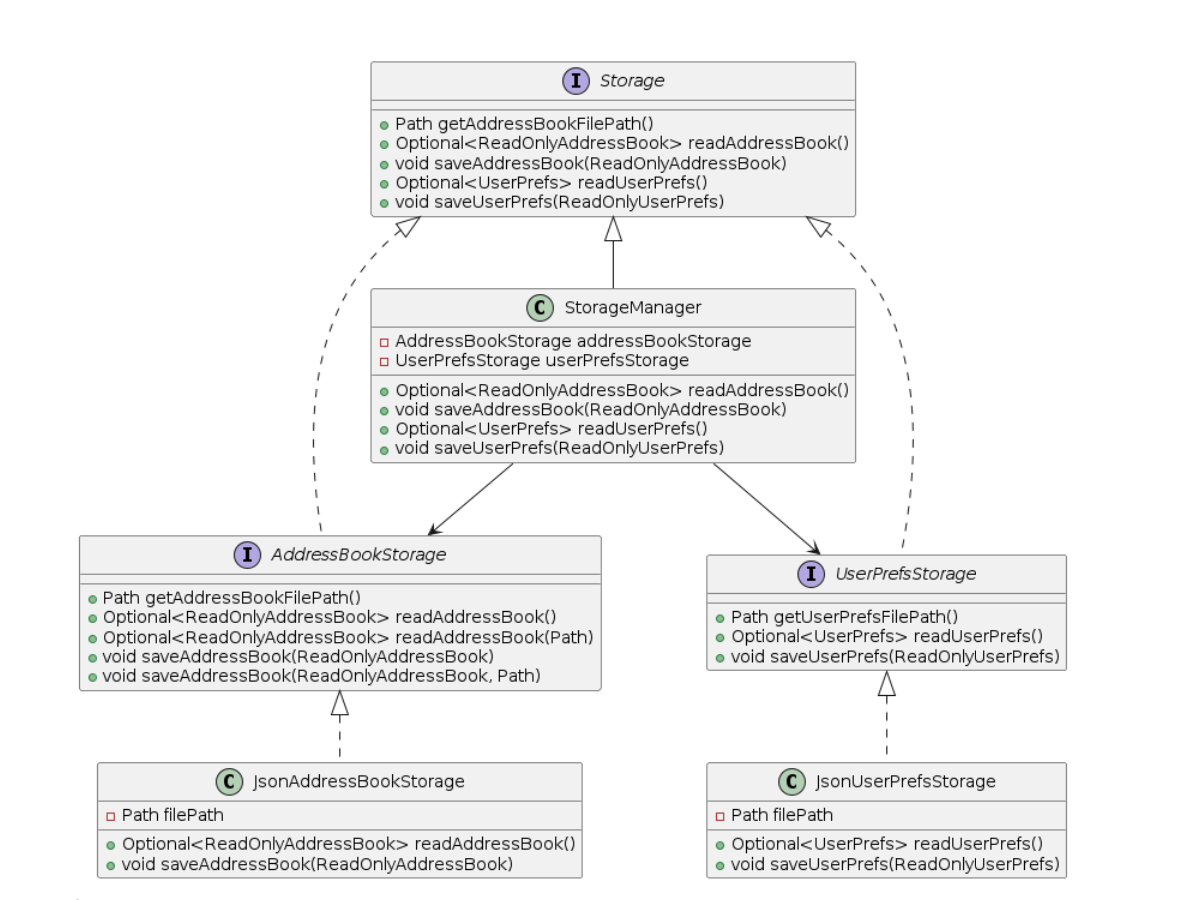 I Storage
Path getAddressBookFilePath()
Optional<ReadOnlyAddressBook> readAddressBook()
void saveAddressBook(ReadOnlyAddressBook)
Optional<UserPrefs> readUserPrefs()
void saveUserPrefs(ReadOnlyUserPrefs)
C StorageManager
AddressBookStorage addressBookStorage
UserPrefsStorage userPrefsStorage
Optional<ReadOnlyAddressBook> readAddressBook()
void saveAddressBook(ReadOnlyAddressBook)
Optional<UserPrefs> readUserPrefs()
void saveUserPrefs(ReadOnlyUserPrefs)
I AddressBookStorage
Path getAddressBookFilePath()
Optional<ReadOnlyAddressBook> readAddressBook()
Optional<ReadOnlyAddressBook> readAddressBook(Path)
void saveAddressBook(ReadOnlyAddressBook)
void saveAddressBook(ReadOnlyAddressBook, Path)
I UserPrefsStorage
Path getUserPrefsFilePath()
Optional<UserPrefs> readUserPrefs()
void saveUserPrefs(ReadOnlyUserPrefs)
C JsonAddressBookStorage
Path filePath
Optional<ReadOnlyAddressBook> readAddressBook()
void saveAddressBook(ReadOnlyAddressBook)
C JsonUserPrefsStorage
Path filePath
Optional<UserPrefs> readUserPrefs()
void saveUserPrefs(ReadOnlyUserPrefs)